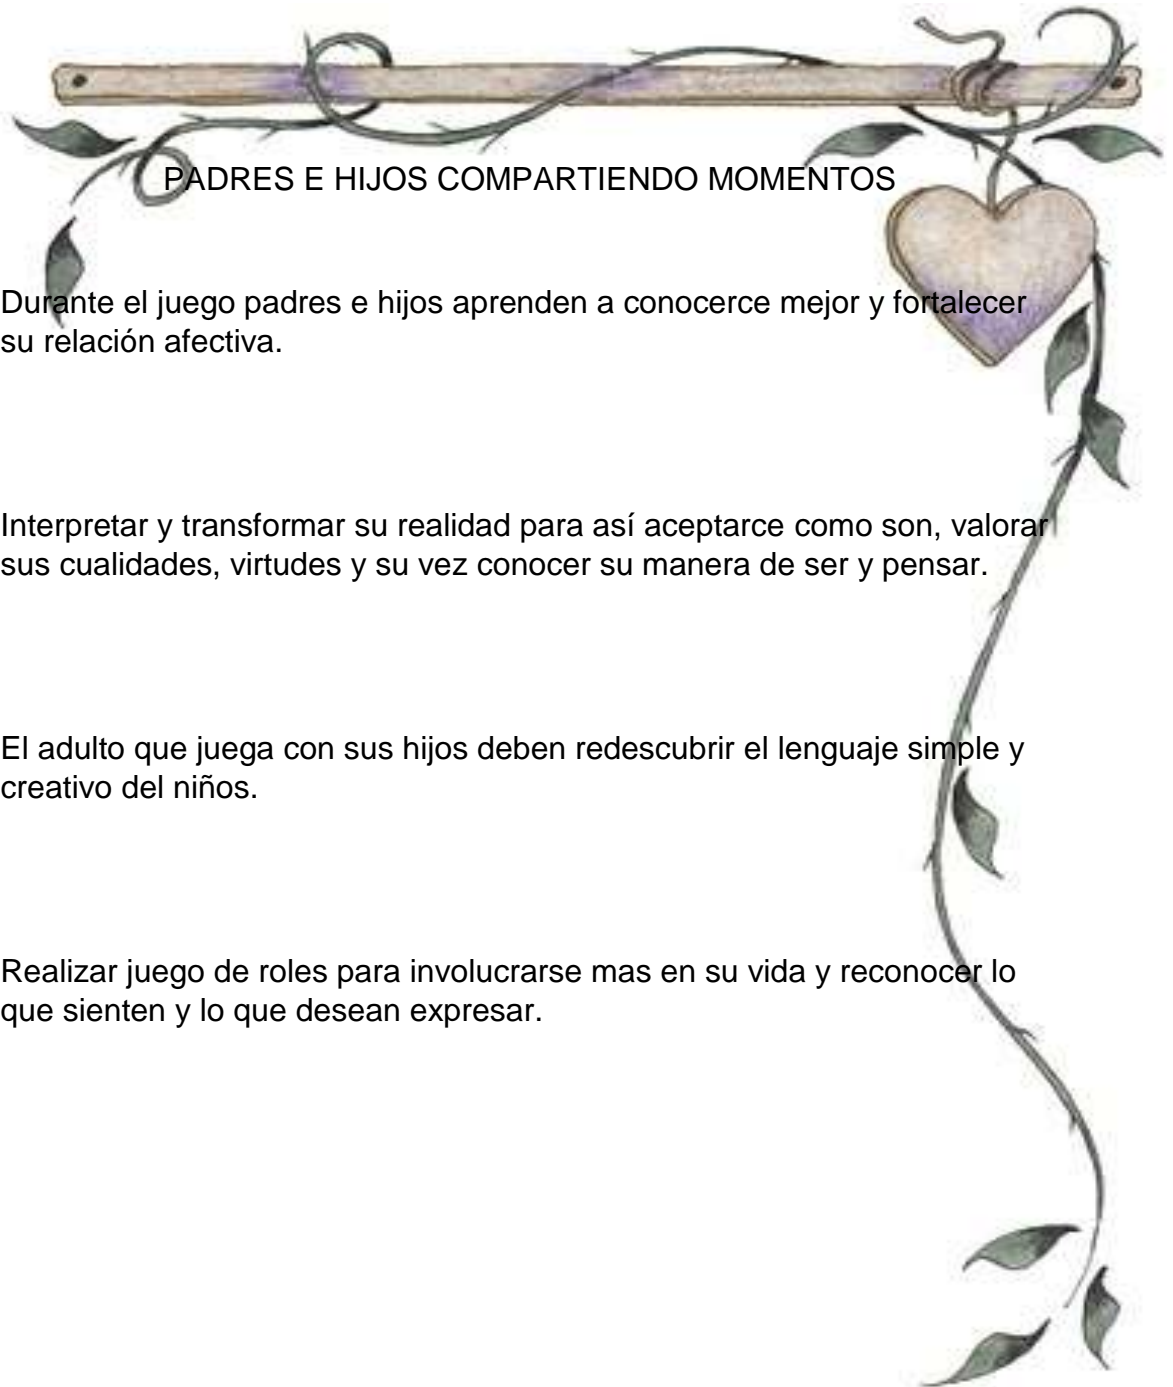 PADRES E HIJOS COMPARTIENDO MOMENTOS
Durante el juego padres e hijos aprenden a conocerce mejor y fortalecer
su relación afectiva.
Interpretar y transformar su realidad para así aceptarce como son, valorar
sus cualidades, virtudes y su vez conocer su manera de ser y pensar.
El adulto que juega con sus hijos deben redescubrir el lenguaje simple y
creativo del niños.
Realizar juego de roles para involucrarse mas en su vida y reconocer lo
que sienten y lo que desean expresar.